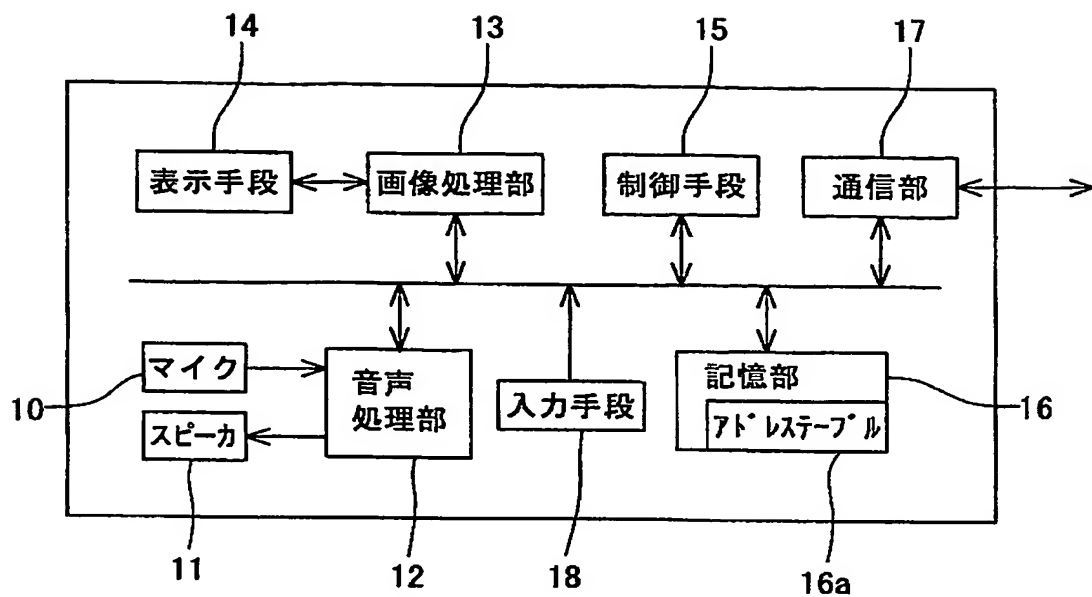 14
13
15
17
表示手段
画像処理部
制御手段
通信部
マイク
音声
処理部
入力手段
記憶部
アドレステーブル
スピーカ
10
16
11
12
18
16a